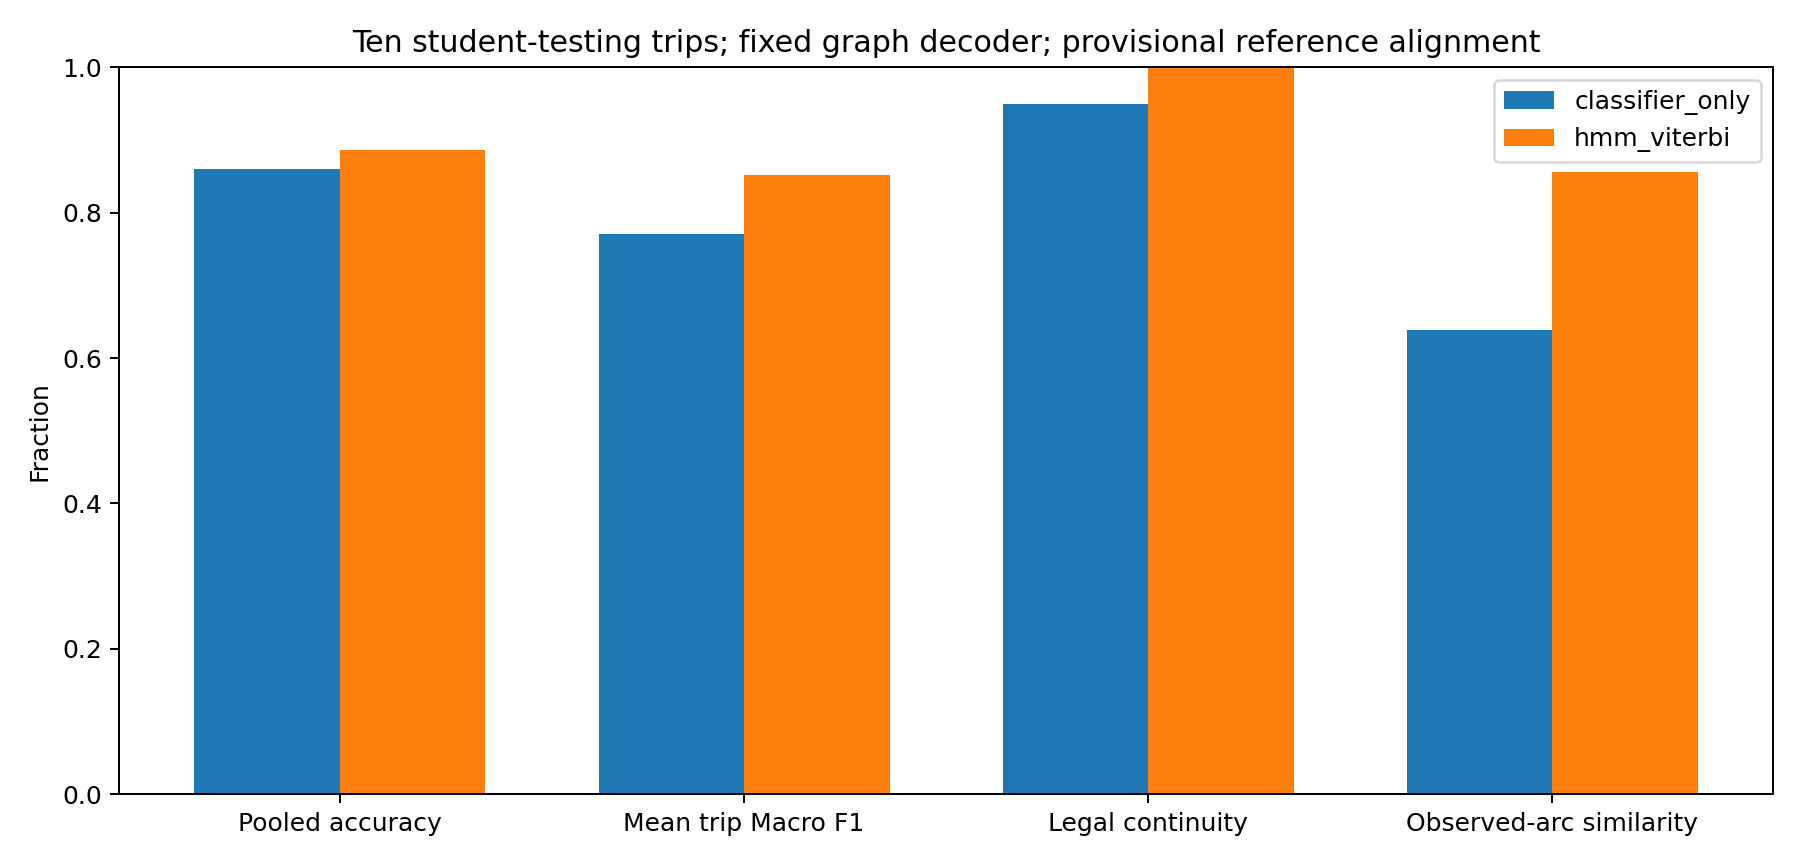 Ten student-testing trips; fixed graph decoder; provisional reference alignment
1.0
0.8
0.6
0.4
0.2
0.0
Fraction
classifier_only
hmm_viterbi
Pooled accuracy
Mean trip Macro F1
Legal continuity
Observed-arc similarity